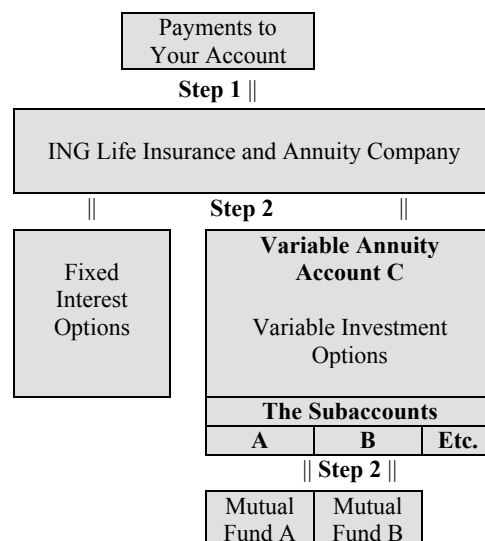 Payments to
Your Account
Step 1 ||
ING Life Insurance and Annuity Company
|| Step 2 ||
Fixed
Interest
Options
Variable Annuity
Account C
Variable Investment
Options
The Subaccounts
A B Etc.
|| Step 2 ||
Mutual Mutual
Fund A Fund B